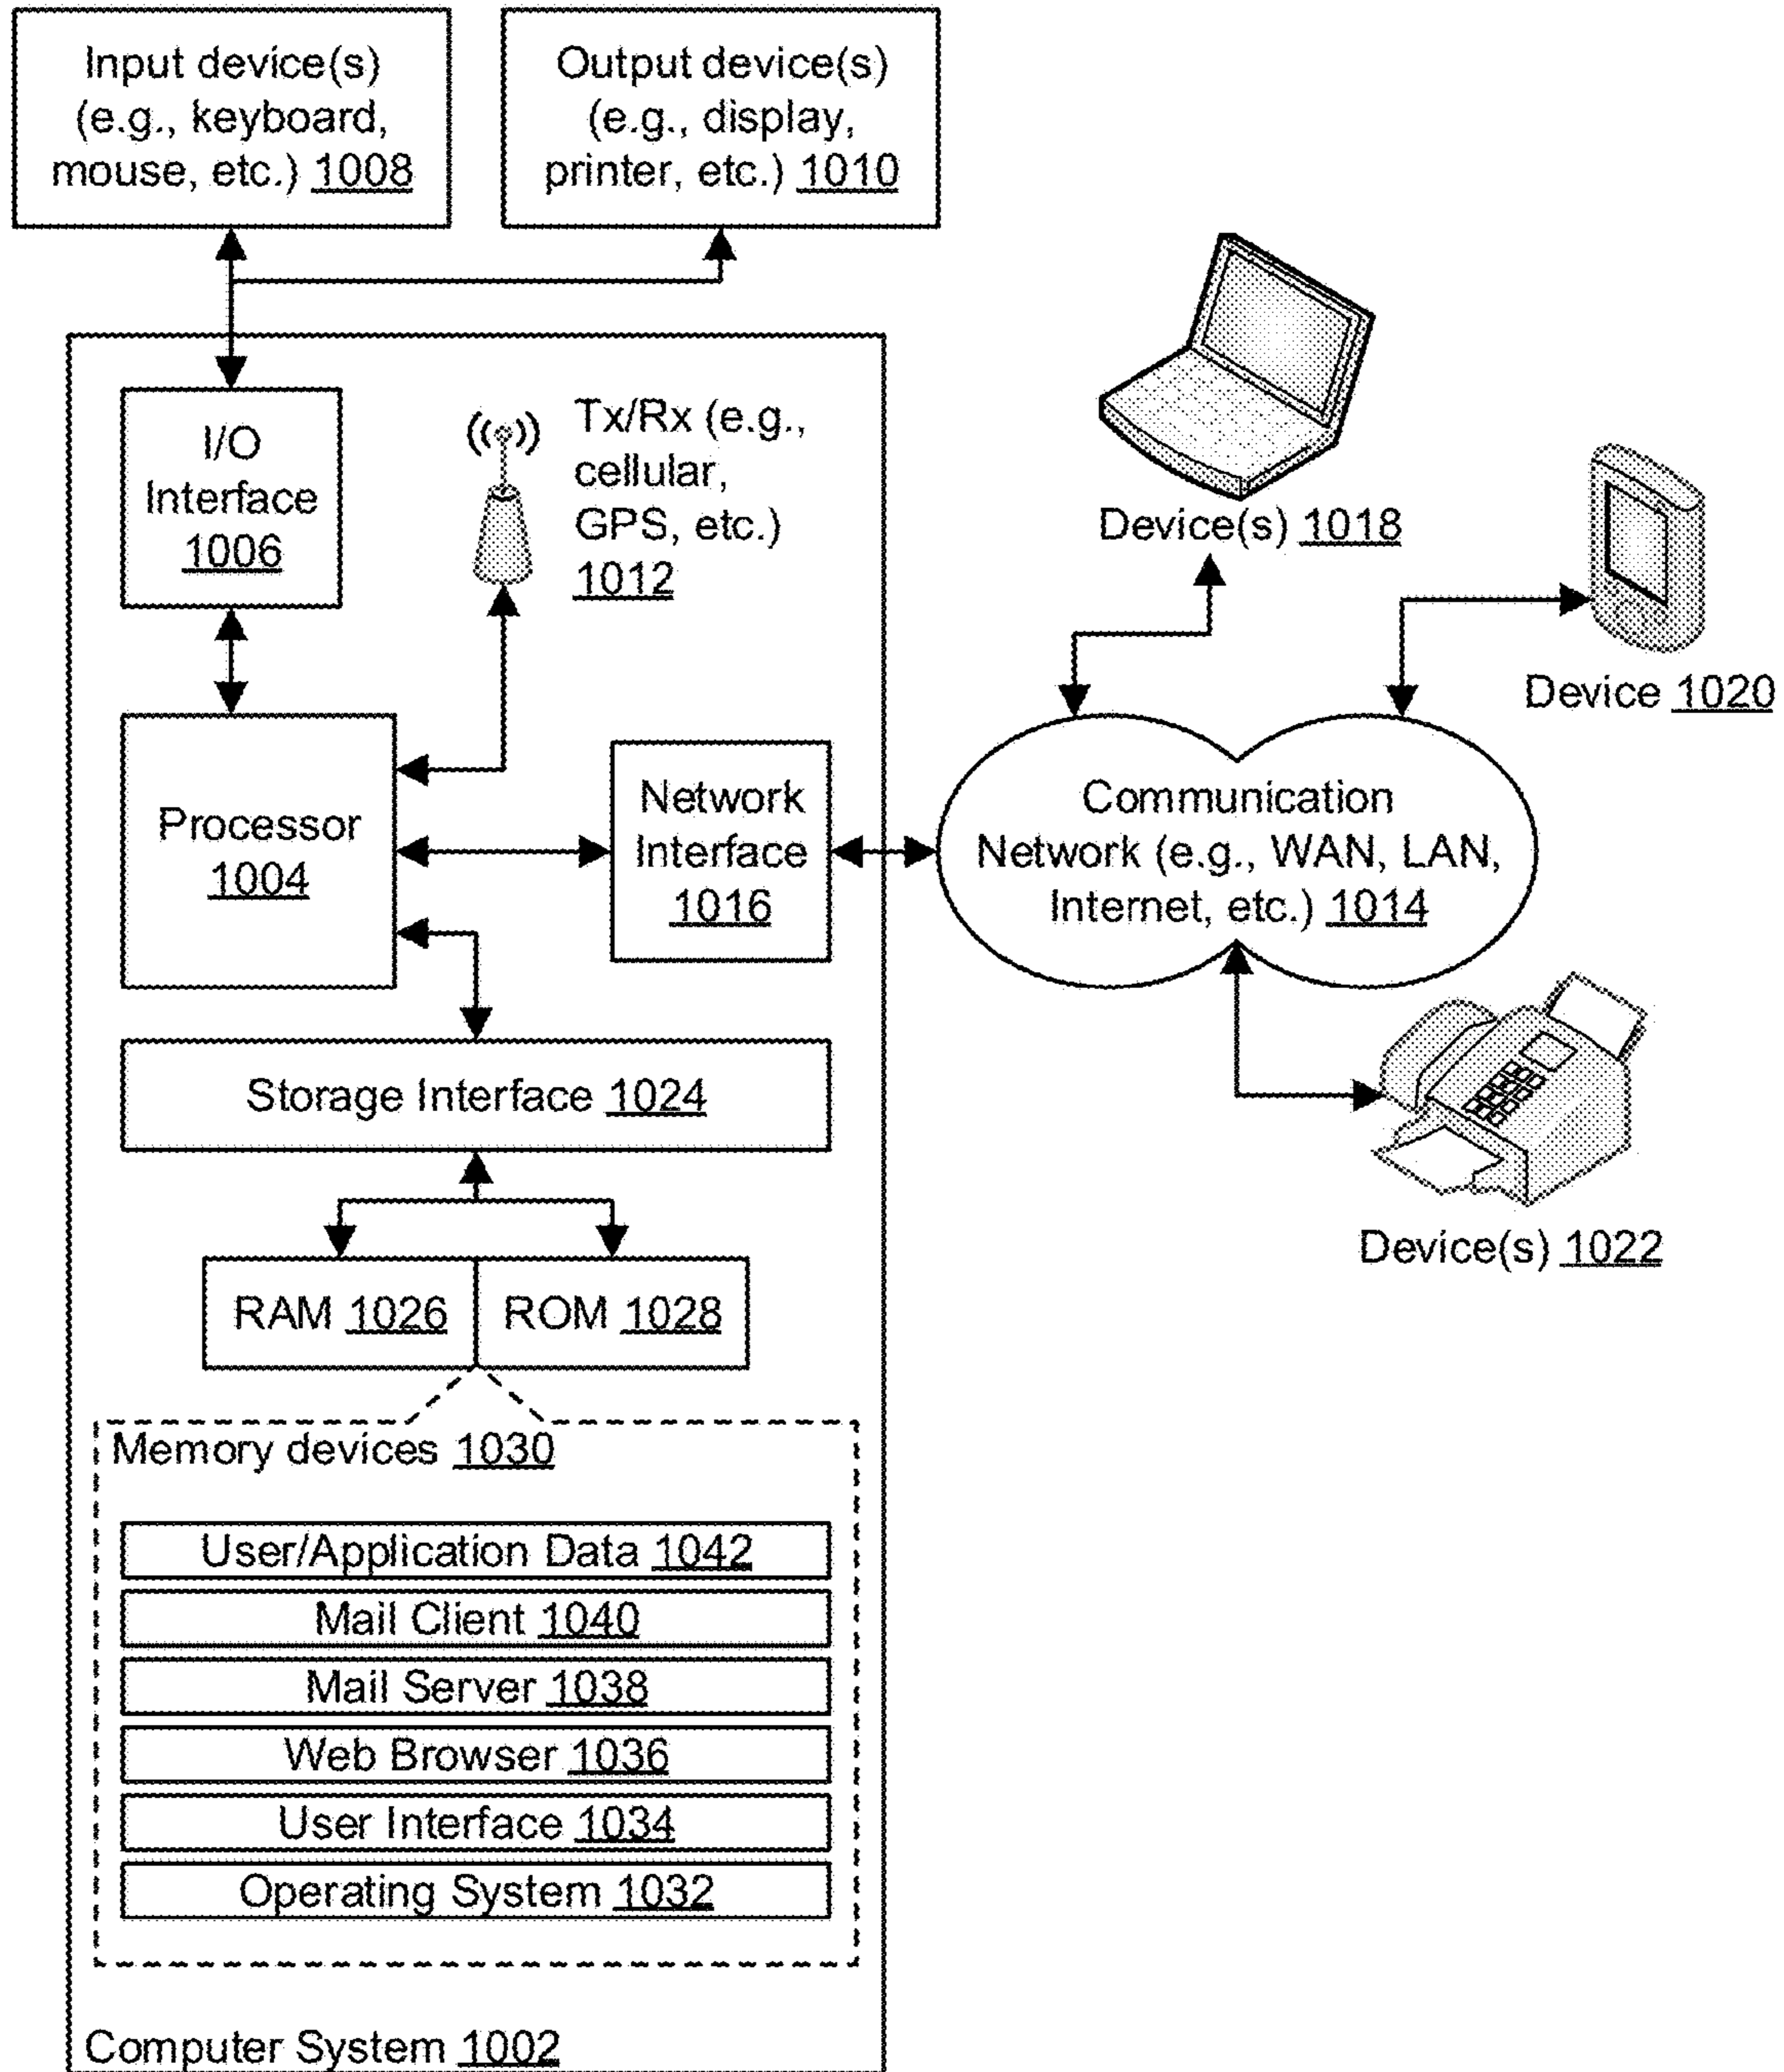 Input device(s)
(e.g., keyboard,
mouse, etc.) 1008
Output device(s)
(e.g., display,
printer, etc.) 1010
I/O
Interface
1006
Tx/Rx (e.g.,
cellular,
GPS, etc.)
1012
Device(s) 1018
Device 1020
Processor
1004
Network
Interface
1016
Communication
Network (e.g., WAN, LAN,
Internet, etc.) 1014
Storage Interface 1024
Device(s) 1022
RAM 1026
ROM 1028
Memory devices 1030
User/Application Data 1042
Mail Client 1040
Mail Server 1038
Web Browser 1036
User Interface 1034
Operating System 1032
Computer System 1002